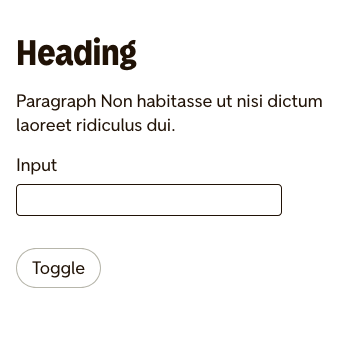 Heading
Paragraph Non habitasse ut nisi dictum
laoreet ridiculus dui.
Input
Toggle